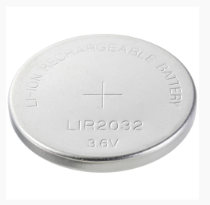 LI-ION RECHARGEABLE BATTERY
+
LIR2032
3.6V